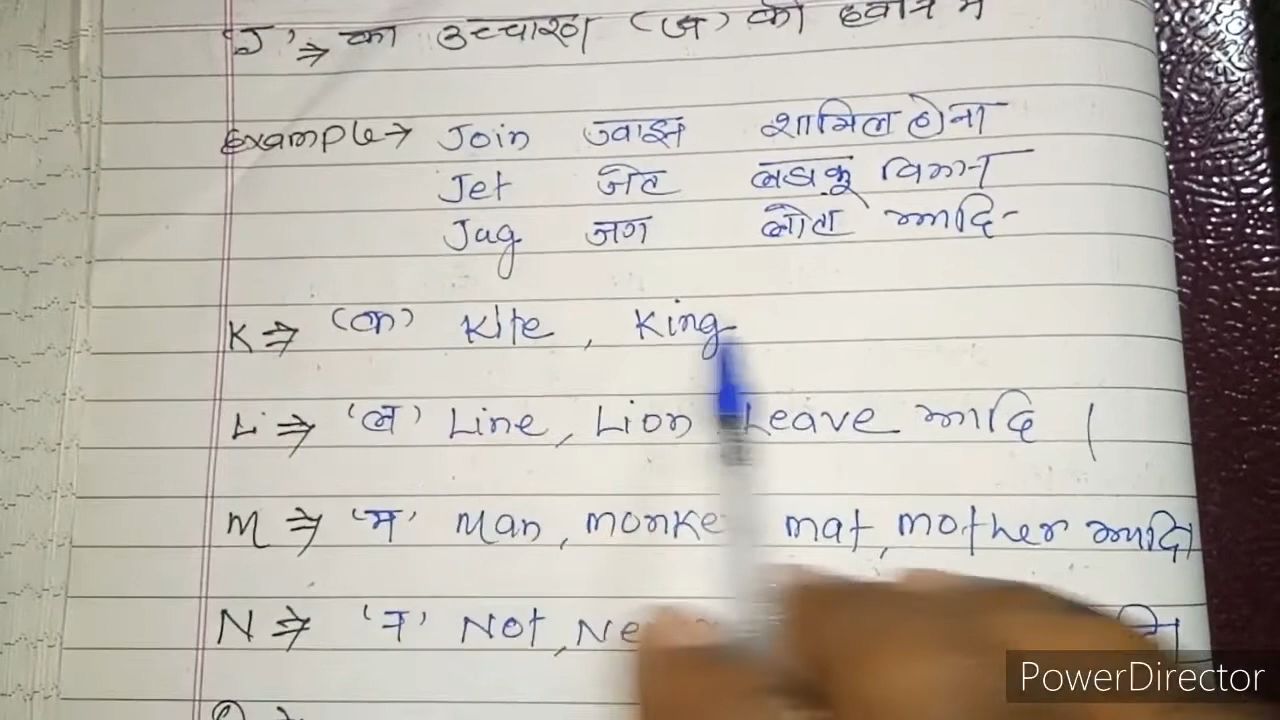 'J' ⇒ का उच्चारण (ज) की ध्वनि में
Example → Join ज्वाइन शामिल होना
Jet जेट लडाकू विमान
Jag जग लोटा आदि-
K ⇒ (क) Kite, King
L ⇒ 'ल' Line, Lion Leave आदि |
M ⇒ 'म' Man, monke mat, mother आदि।
N ⇒ 'न' Not, Ne
PowerDirector